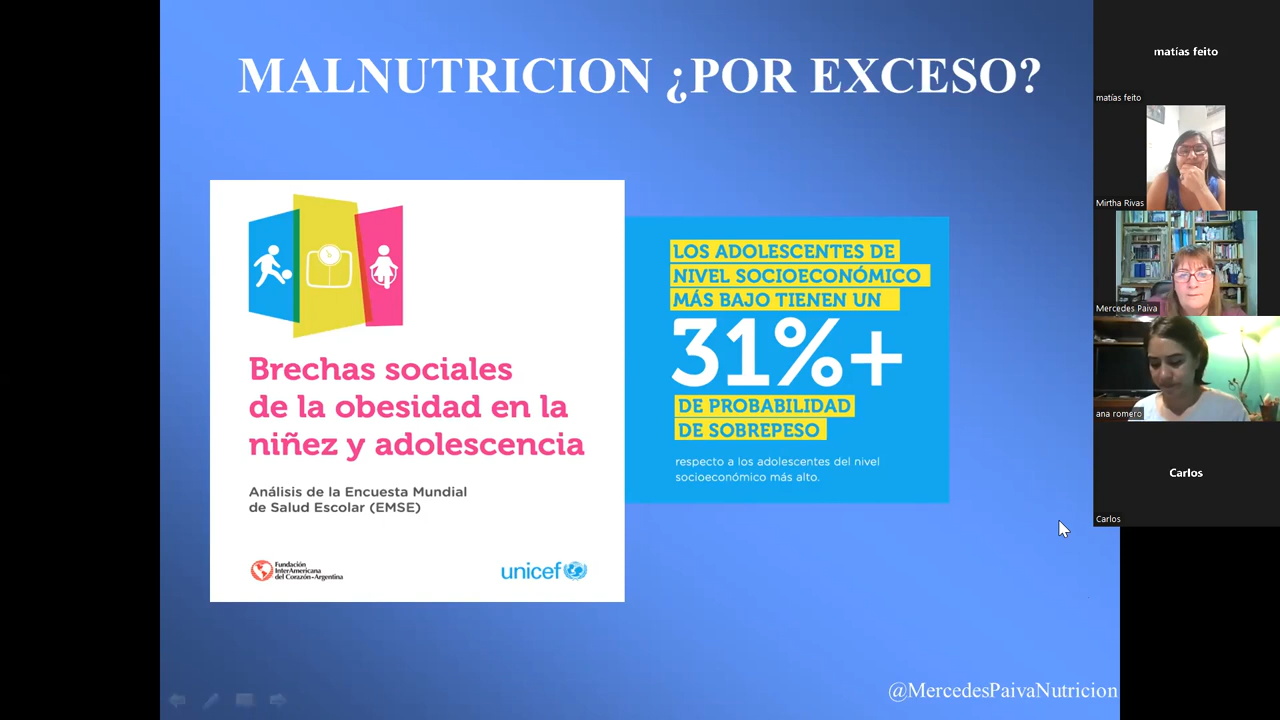 MALNUTRICION ¿POR EXCESO?
Brechas sociales
de la obesidad en la
niñez y adolescencia
Análisis de la Encuesta Mundial
de Salud Escolar (EMSE)
Fundación
InterAmericana
del Corazón-Argentina
unicef
LOS ADOLESCENTES DE
NIVEL SOCIOECONÓMICO
MÁS BAJO TIENEN UN
31%+
DE PROBABILIDAD
DE SOBREPESO
respecto a los adolescentes del nivel
socioeconómico más alto.
@MercedesPaivaNutricion
matías feito
matías feito
Mirtha Rivas
Mercedes Paiva
ana romero
Carlos
Carlos